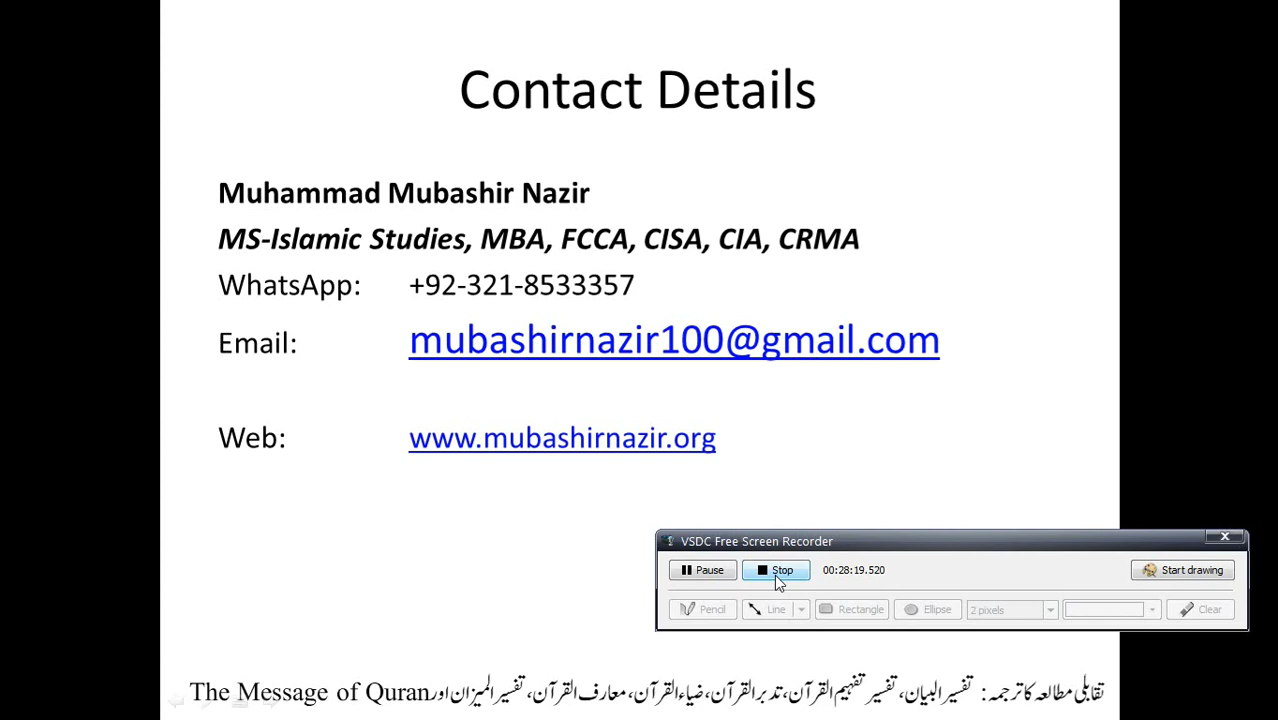 Contact Details
Muhammad Mubashir Nazir
MS-Islamic Studies, MBA, FCCA, CISA, CIA, CRMA
WhatsApp: +92-321-8533357
Email: mubashirnazir100@gmail.com
Web: www.mubashirnazir.org
VSDC Free Screen Recorder
Pause Stop 00:28:19.520 Start drawing
Pencil Line Rectangle Ellipse 2 pixels Clear
تقابلی مطالعہ کا ترجمہ: تفسیر البیان، تفسیر تفہیم القرآن، تدبر القرآن، ضیاء القرآن، معارف القرآن، تفسیر المیزان اور The Message of Quran